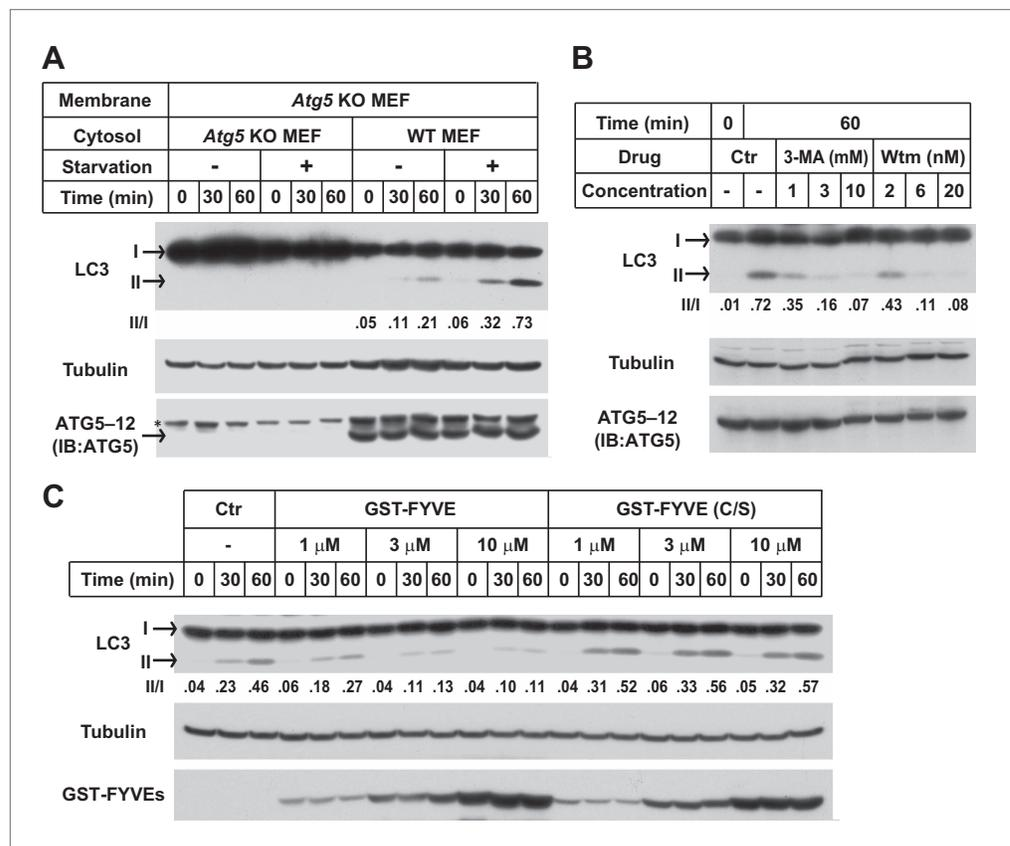 A
Membrane Atg5 KO MEF
Cytosol Atg5 KO MEF WT MEF
Starvation - + - +
Time (min) 0 30 60 0 30 60 0 30 60 0 30 60
I
LC3
II
II/I .05 .11 .21 .06 .32 .73
Tubulin
ATG5–12 *
(IB:ATG5)
B
Time (min) 0 60
Drug Ctr 3-MA (mM) Wtm (nM)
Concentration - - 1 3 10 2 6 20
I
LC3
II
II/I .01 .72 .35 .16 .07 .43 .11 .08
Tubulin
ATG5–12
(IB:ATG5)
C
Ctr GST-FYVE GST-FYVE (C/S)
- 1 μM 3 μM 10 μM 1 μM 3 μM 10 μM
Time (min) 0 30 60 0 30 60 0 30 60 0 30 60 0 30 60 0 30 60 0 30 60
I
LC3
II
II/I .04 .23 .46 .06 .18 .27 .04 .11 .13 .04 .10 .11 .04 .31 .52 .06 .33 .56 .05 .32 .57
Tubulin
GST-FYVEs